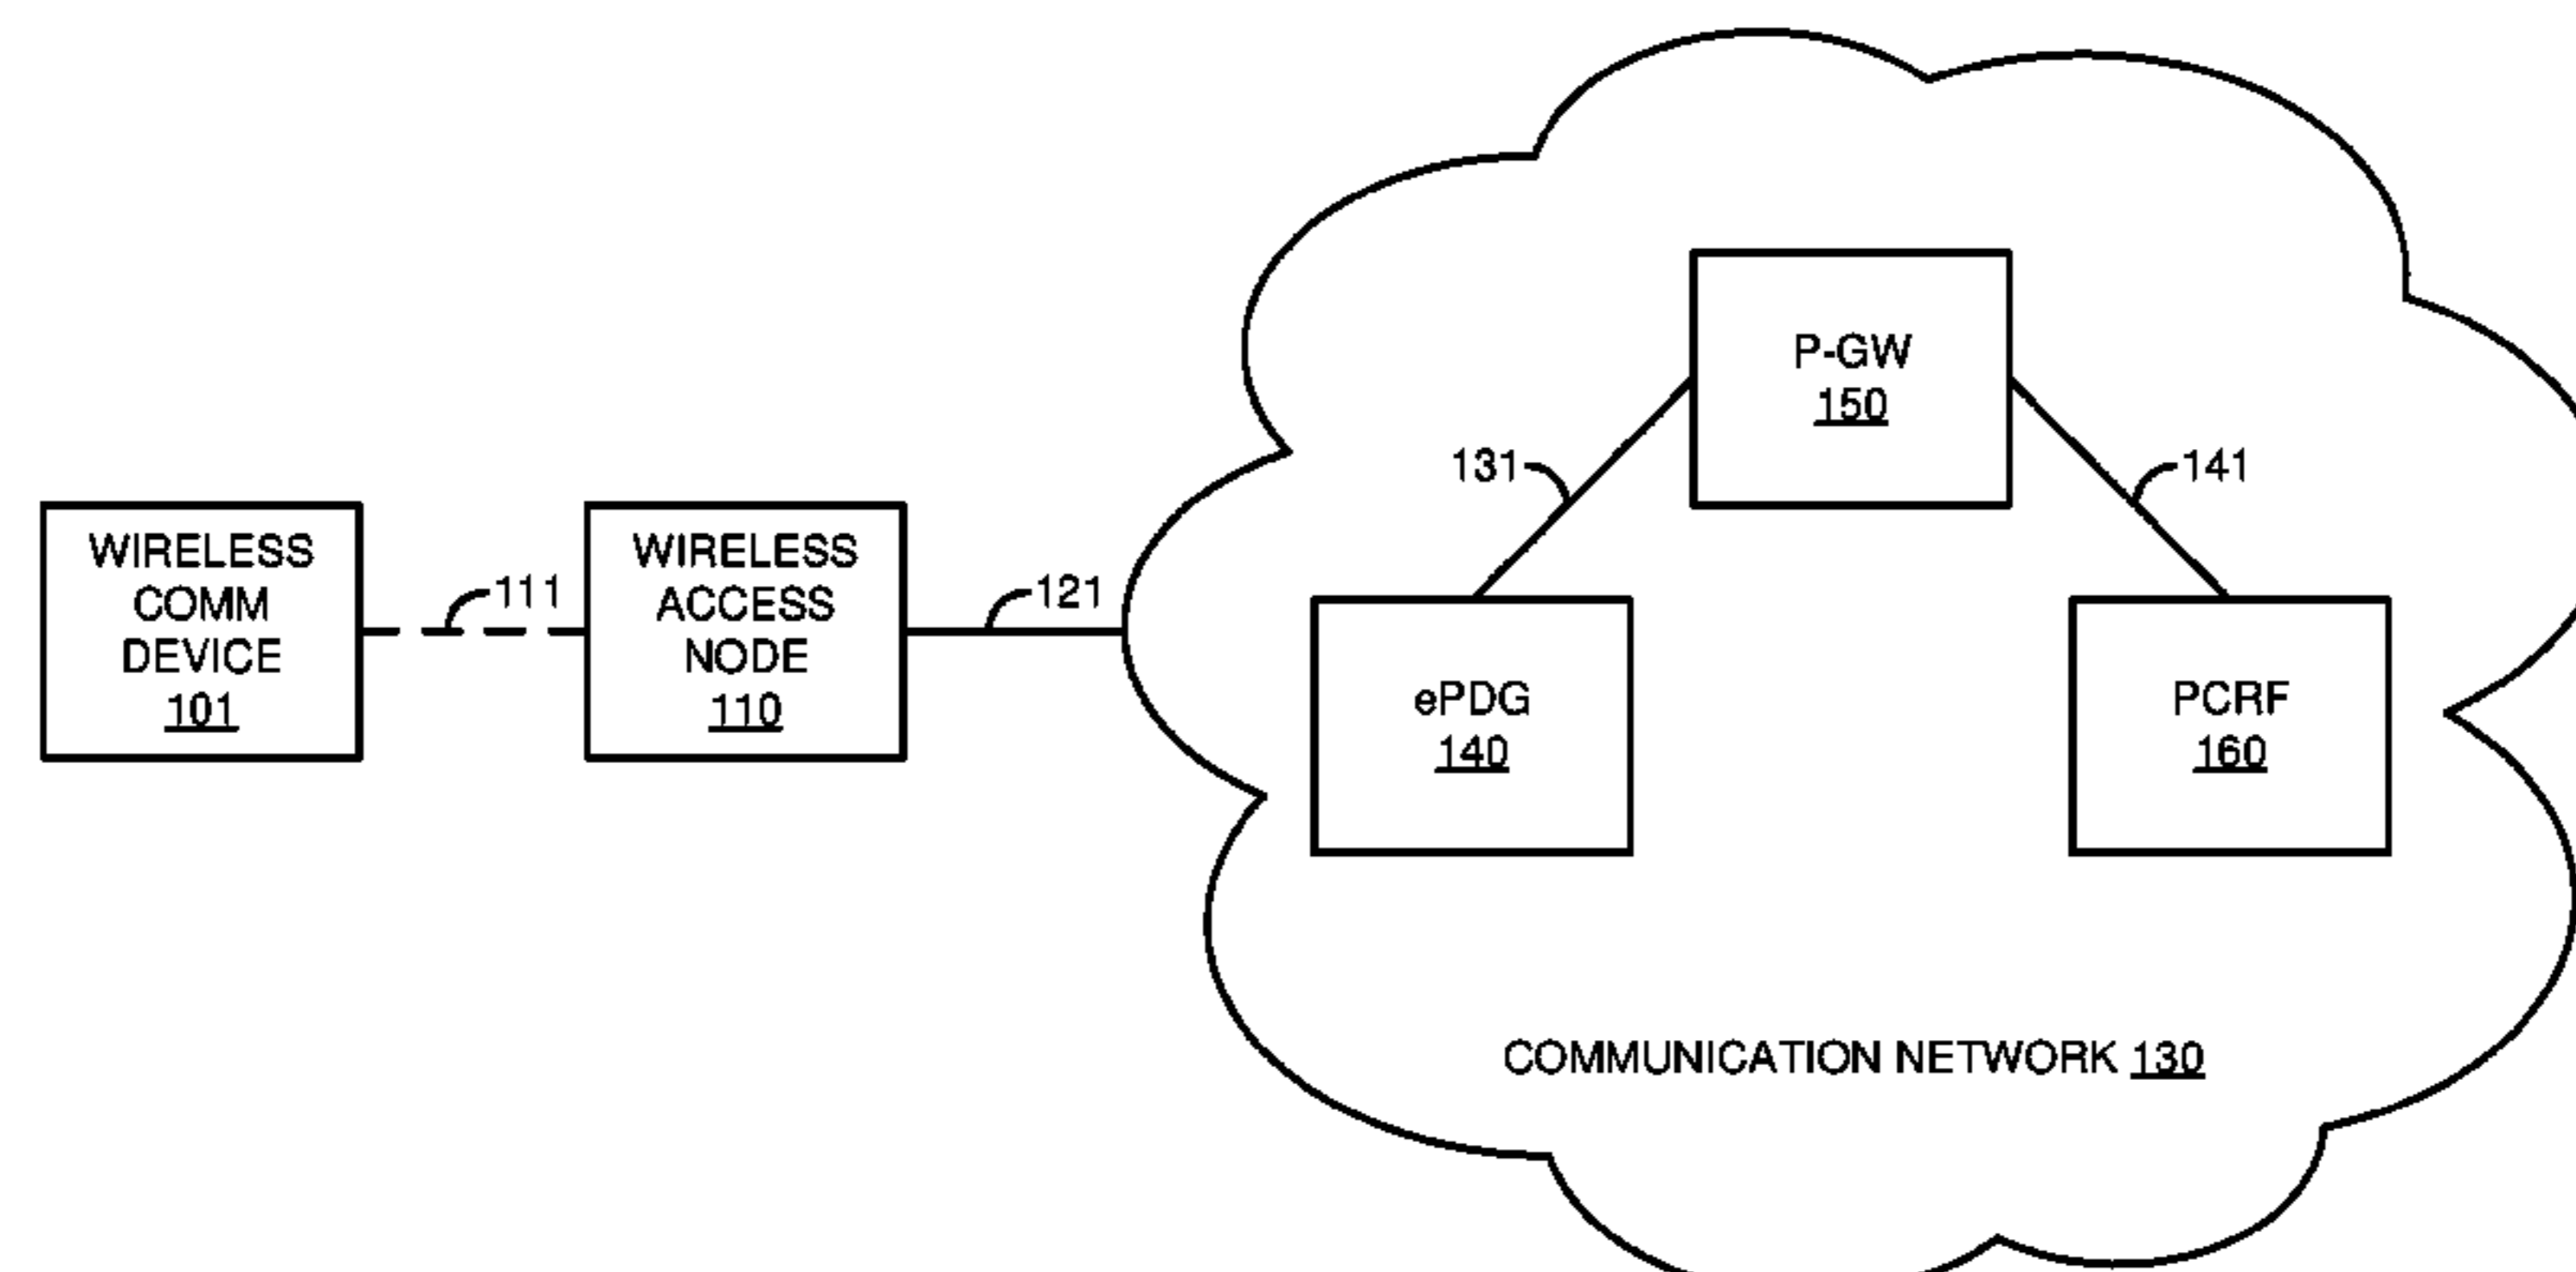 P-GW
150
131
141
WIRELESS
COMM
DEVICE
101
111
WIRELESS
ACCESS
NODE
110
121
ePDG
140
PCRF
160
COMMUNICATION NETWORK 130